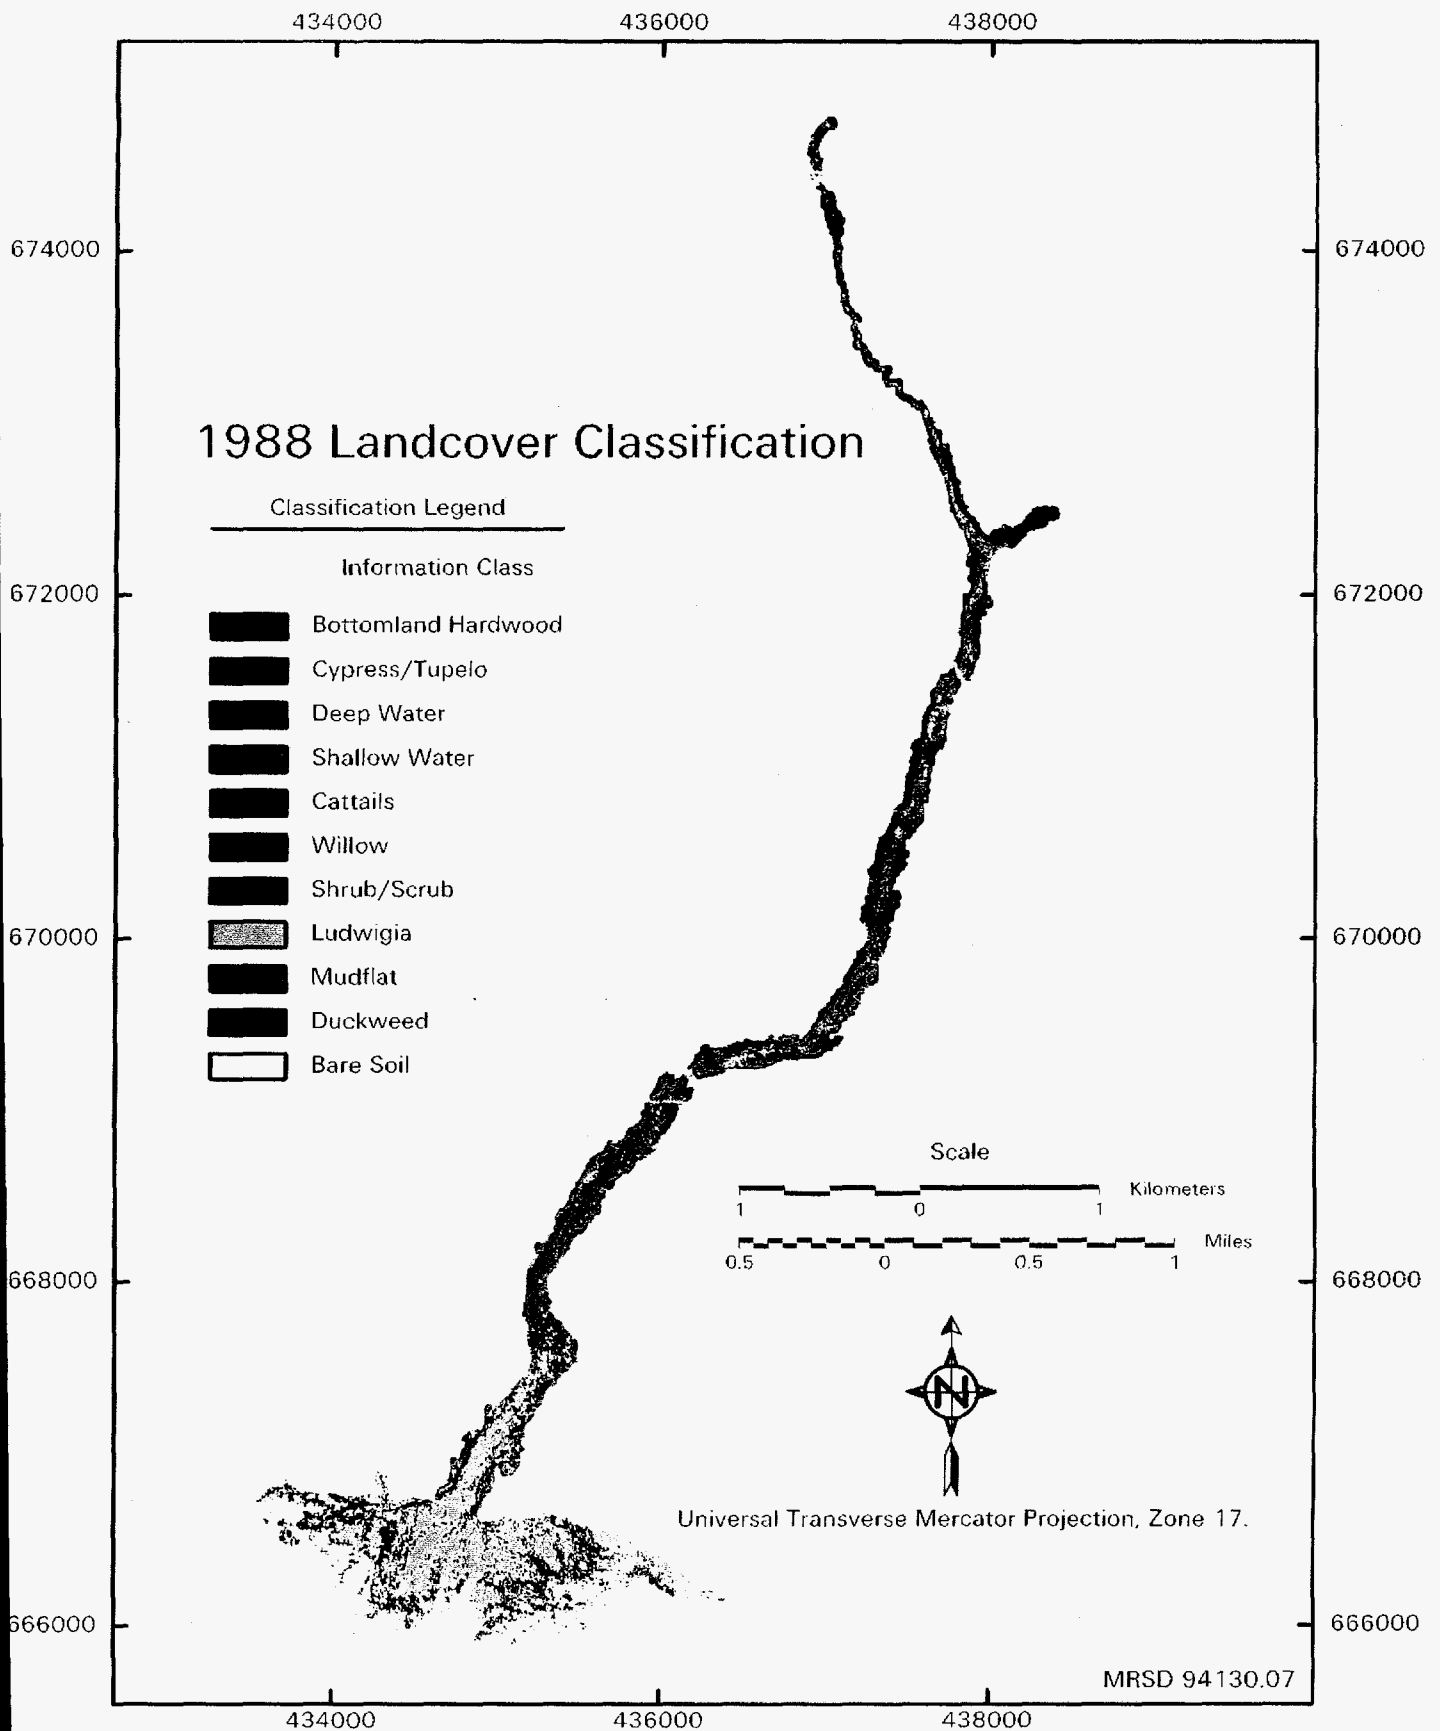 434000 436000 438000
674000 674000
1988 Landcover Classification
Classification Legend
Information Class
672000 672000
Bottomland Hardwood
Cypress/Tupelo
Deep Water
Shallow Water
Cattails
Willow
Shrub/Scrub
Ludwigia
670000 670000
Mudflat
Duckweed
Bare Soil
Scale
Kilometers
1 0 1
Miles
0.5 0 0.5 1
668000 668000
N
Universal Transverse Mercator Projection, Zone 17.
666000 666000
MRSD 94130.07
434000 436000 438000